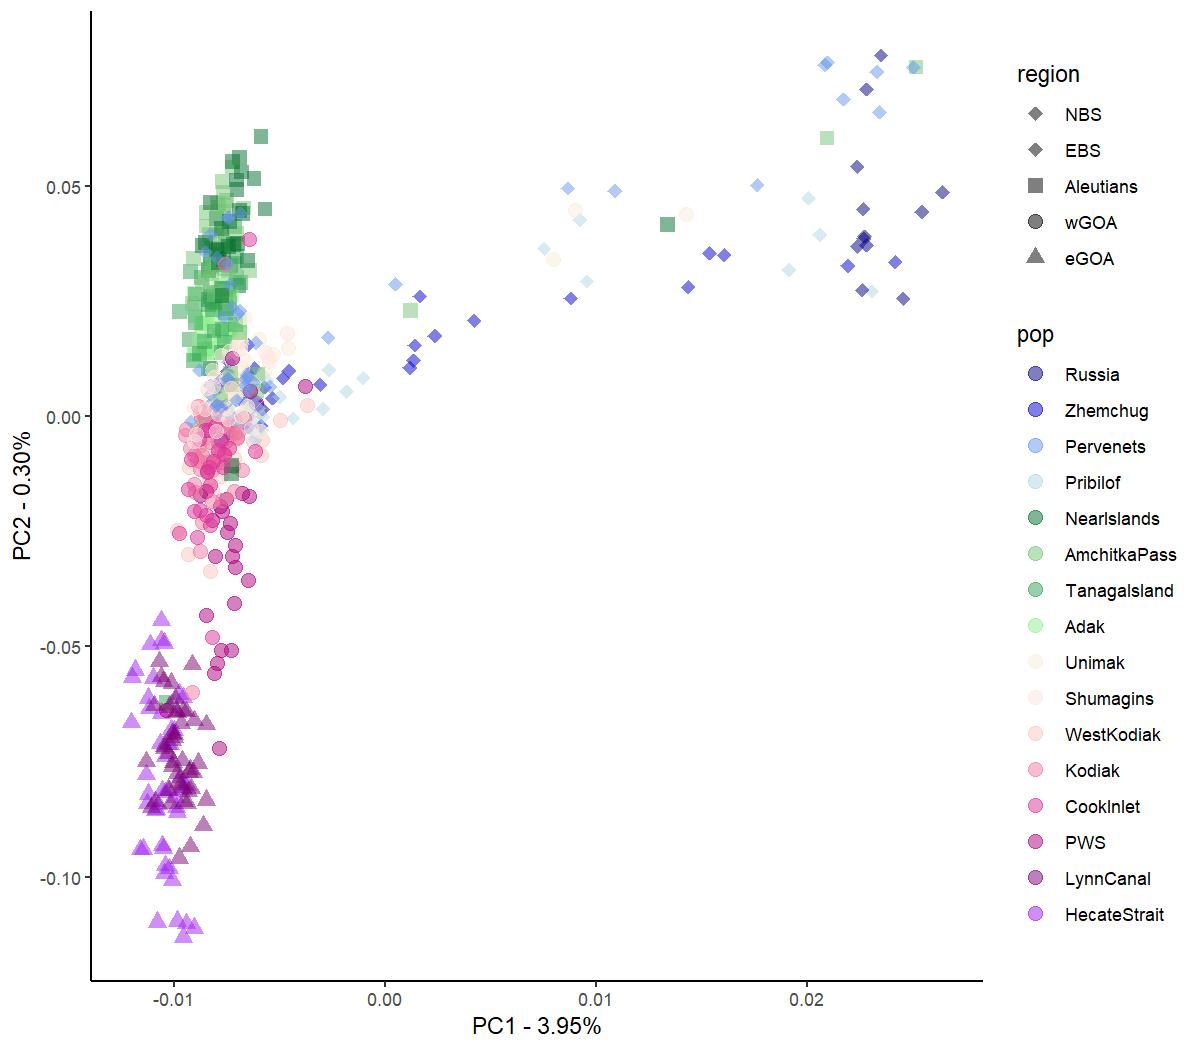 region
NBS
EBS
Aleutians
wGOA
eGOA
pop
Russia
Zhemchug
Pervenets
Pribilof
NearIslands
AmchitkaPass
TanagaIsland
Adak
Unimak
Shumagins
WestKodiak
Kodiak
CookInlet
PWS
LynnCanal
HecateStrait
PC2 - 0.30%
0.05
0.00
-0.05
-0.10
-0.01
0.00
0.01
0.02
PC1 - 3.95%